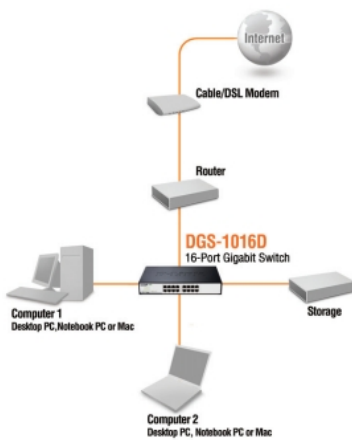 Internet
Cable/DSL Modem
Router
DGS-1016D
16-Port Gigabit Switch
Computer 1
Desktop PC,Notebook PC or Mac
Storage
Computer 2
Desktop PC, Notebook PC or Mac